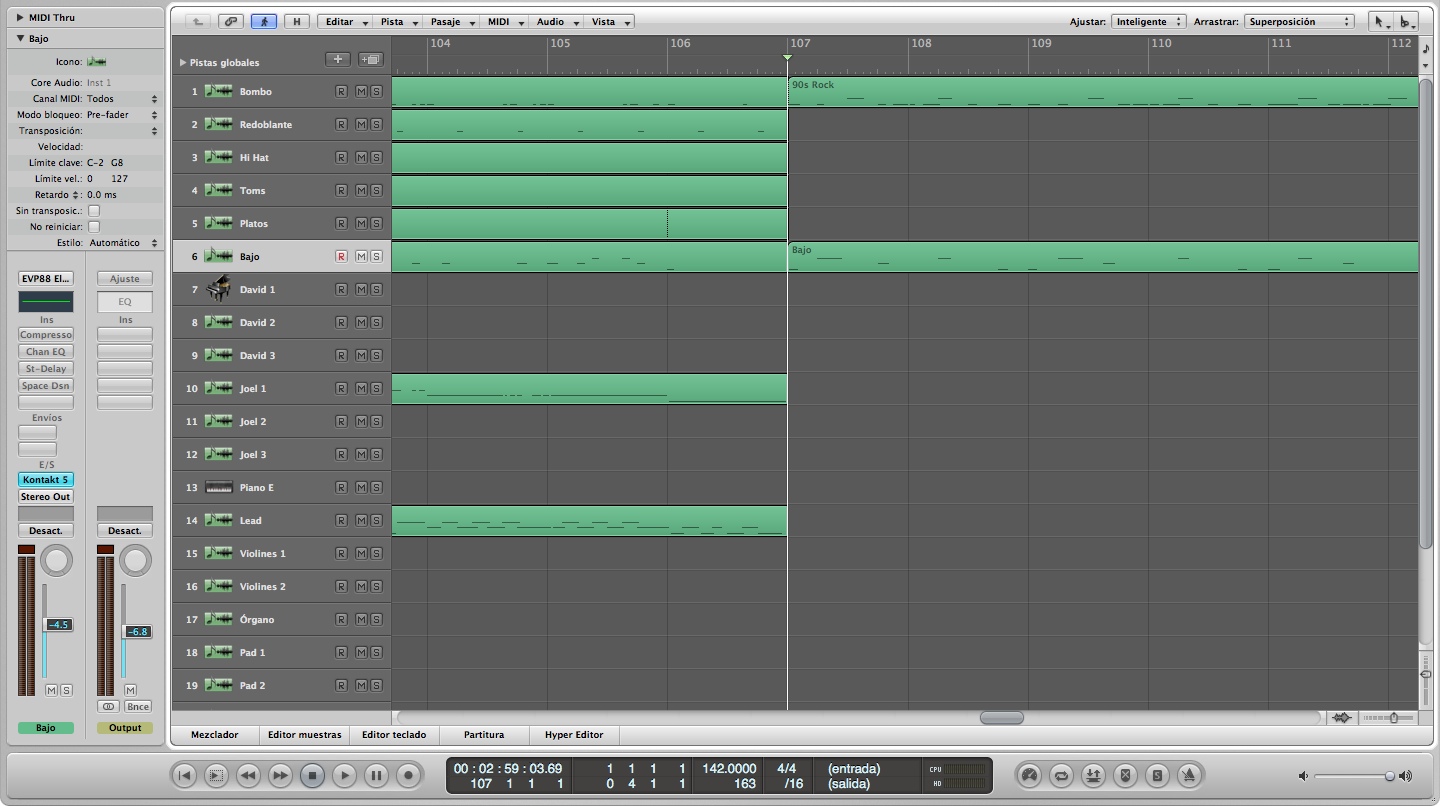 MIDI Thru
Bajo
Icono:
Core Audio: Inst 1
Canal MIDI: Todos
Modo bloqueo: Pre-fader
Transposición:
Velocidad:
Límite clave: C-2 G8
Límite vel.: 0 127
Retardo : 0.0 ms
Sin transposic.:
No reiniciar:
Estilo: Automático
EVP88 El... Ajuste
EQ
Ins Ins
Compresso
Chan EQ
St-Delay
Space Dsn
Envíos
E/S
Kontakt 5
Stereo Out
Desact. Desact.
-4.5 -6.8
M S M
Bnce
Bajo Output
H Editar Pista Pasaje MIDI Audio Vista Ajustar: Inteligente Arrastrar: Superposición
104 105 106 107 108 109 110 111 112
Pistas globales
1 Bombo R M S 90s Rock
2 Redoblante R M S
3 Hi Hat R M S
4 Toms R M S
5 Platos R M S
6 Bajo R M S Bajo
7 David 1 R M S
8 David 2 R M S
9 David 3 R M S
10 Joel 1 R M S
11 Joel 2 R M S
12 Joel 3 R M S
13 Piano E R M S
14 Lead R M S
15 Violines 1 R M S
16 Violines 2 R M S
17 Órgano R M S
18 Pad 1 R M S
19 Pad 2 R M S
Mezclador Editor muestras Editor teclado Partitura Hyper Editor
00 : 02 : 59 : 03.69 1 1 1 1 142.0000 4/4 (entrada) CPU
107 1 1 1 0 4 1 1 163 /16 (salida) HD
S